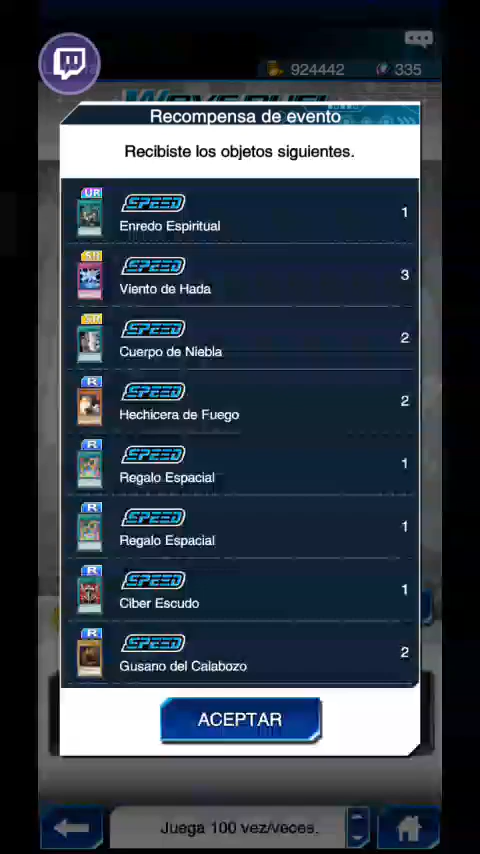 924442
335
Recompensa de evento
Recibiste los objetos siguientes.
UR
SPEED
1
Enredo Espiritual
SR
SPEED
3
Viento de Hada
SR
SPEED
2
Cuerpo de Niebla
R
SPEED
2
Hechicera de Fuego
R
SPEED
1
Regalo Espacial
R
SPEED
1
Regalo Espacial
R
SPEED
1
Ciber Escudo
R
SPEED
2
Gusano del Calabozo
ACEPTAR
Juega 100 vez/veces.